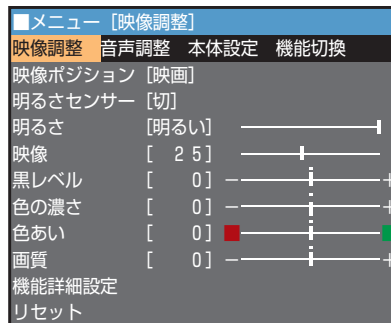 ■メニュー [映像調整]
映像調整 音声調整 本体設定 機能切換
映像ポジション [映画]
明るさセンサー [切]
明るさ [明るい]
映像 [ 25]
黒レベル [ 0] − +
色の濃さ [ 0] − +
色あい [ 0]
画質 [ 0] − +
機能詳細設定
リセット